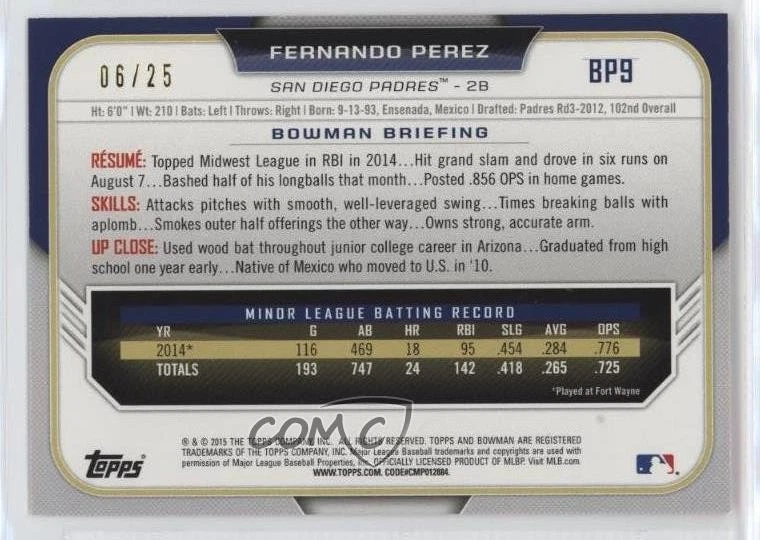 FERNANDO PEREZ
06/25
BP9
SAN DIEGO PADRES™ - 2B
Ht: 6'0" | Wt: 210 | Bats: Left | Throws: Right | Born: 9-13-93, Ensenada, Mexico | Drafted: Padres Rd3-2012, 102nd Overall
BOWMAN BRIEFING
RÉSUMÉ: Topped Midwest League in RBI in 2014...Hit grand slam and drove in six runs on
August 7...Bashed half of his longballs that month...Posted .856 OPS in home games.
SKILLS: Attacks pitches with smooth, well-leveraged swing...Times breaking balls with
aplomb...Smokes outer half offerings the other way...Owns strong, accurate arm.
UP CLOSE: Used wood bat throughout junior college career in Arizona...Graduated from high
school one year early...Native of Mexico who moved to U.S. in '10.
MINOR LEAGUE BATTING RECORD
YR G AB HR RBI SLG AVG OPS
2014* 116 469 18 95 .454 .284 .776
TOTALS 193 747 24 142 .418 .265 .725
*Played at Fort Wayne
COMC
® & © 2015 THE TOPPS COMPANY, INC. ALL RIGHTS RESERVED. TOPPS AND BOWMAN ARE REGISTERED
TRADEMARKS OF THE TOPPS COMPANY, INC. Major League Baseball trademarks and copyrights are used with
permission of Major League Baseball Properties, Inc. OFFICIALLY LICENSED PRODUCT OF MLBP. Visit MLB.com.
WWW.TOPPS.COM. CODE#CMP012884.
TOPPS